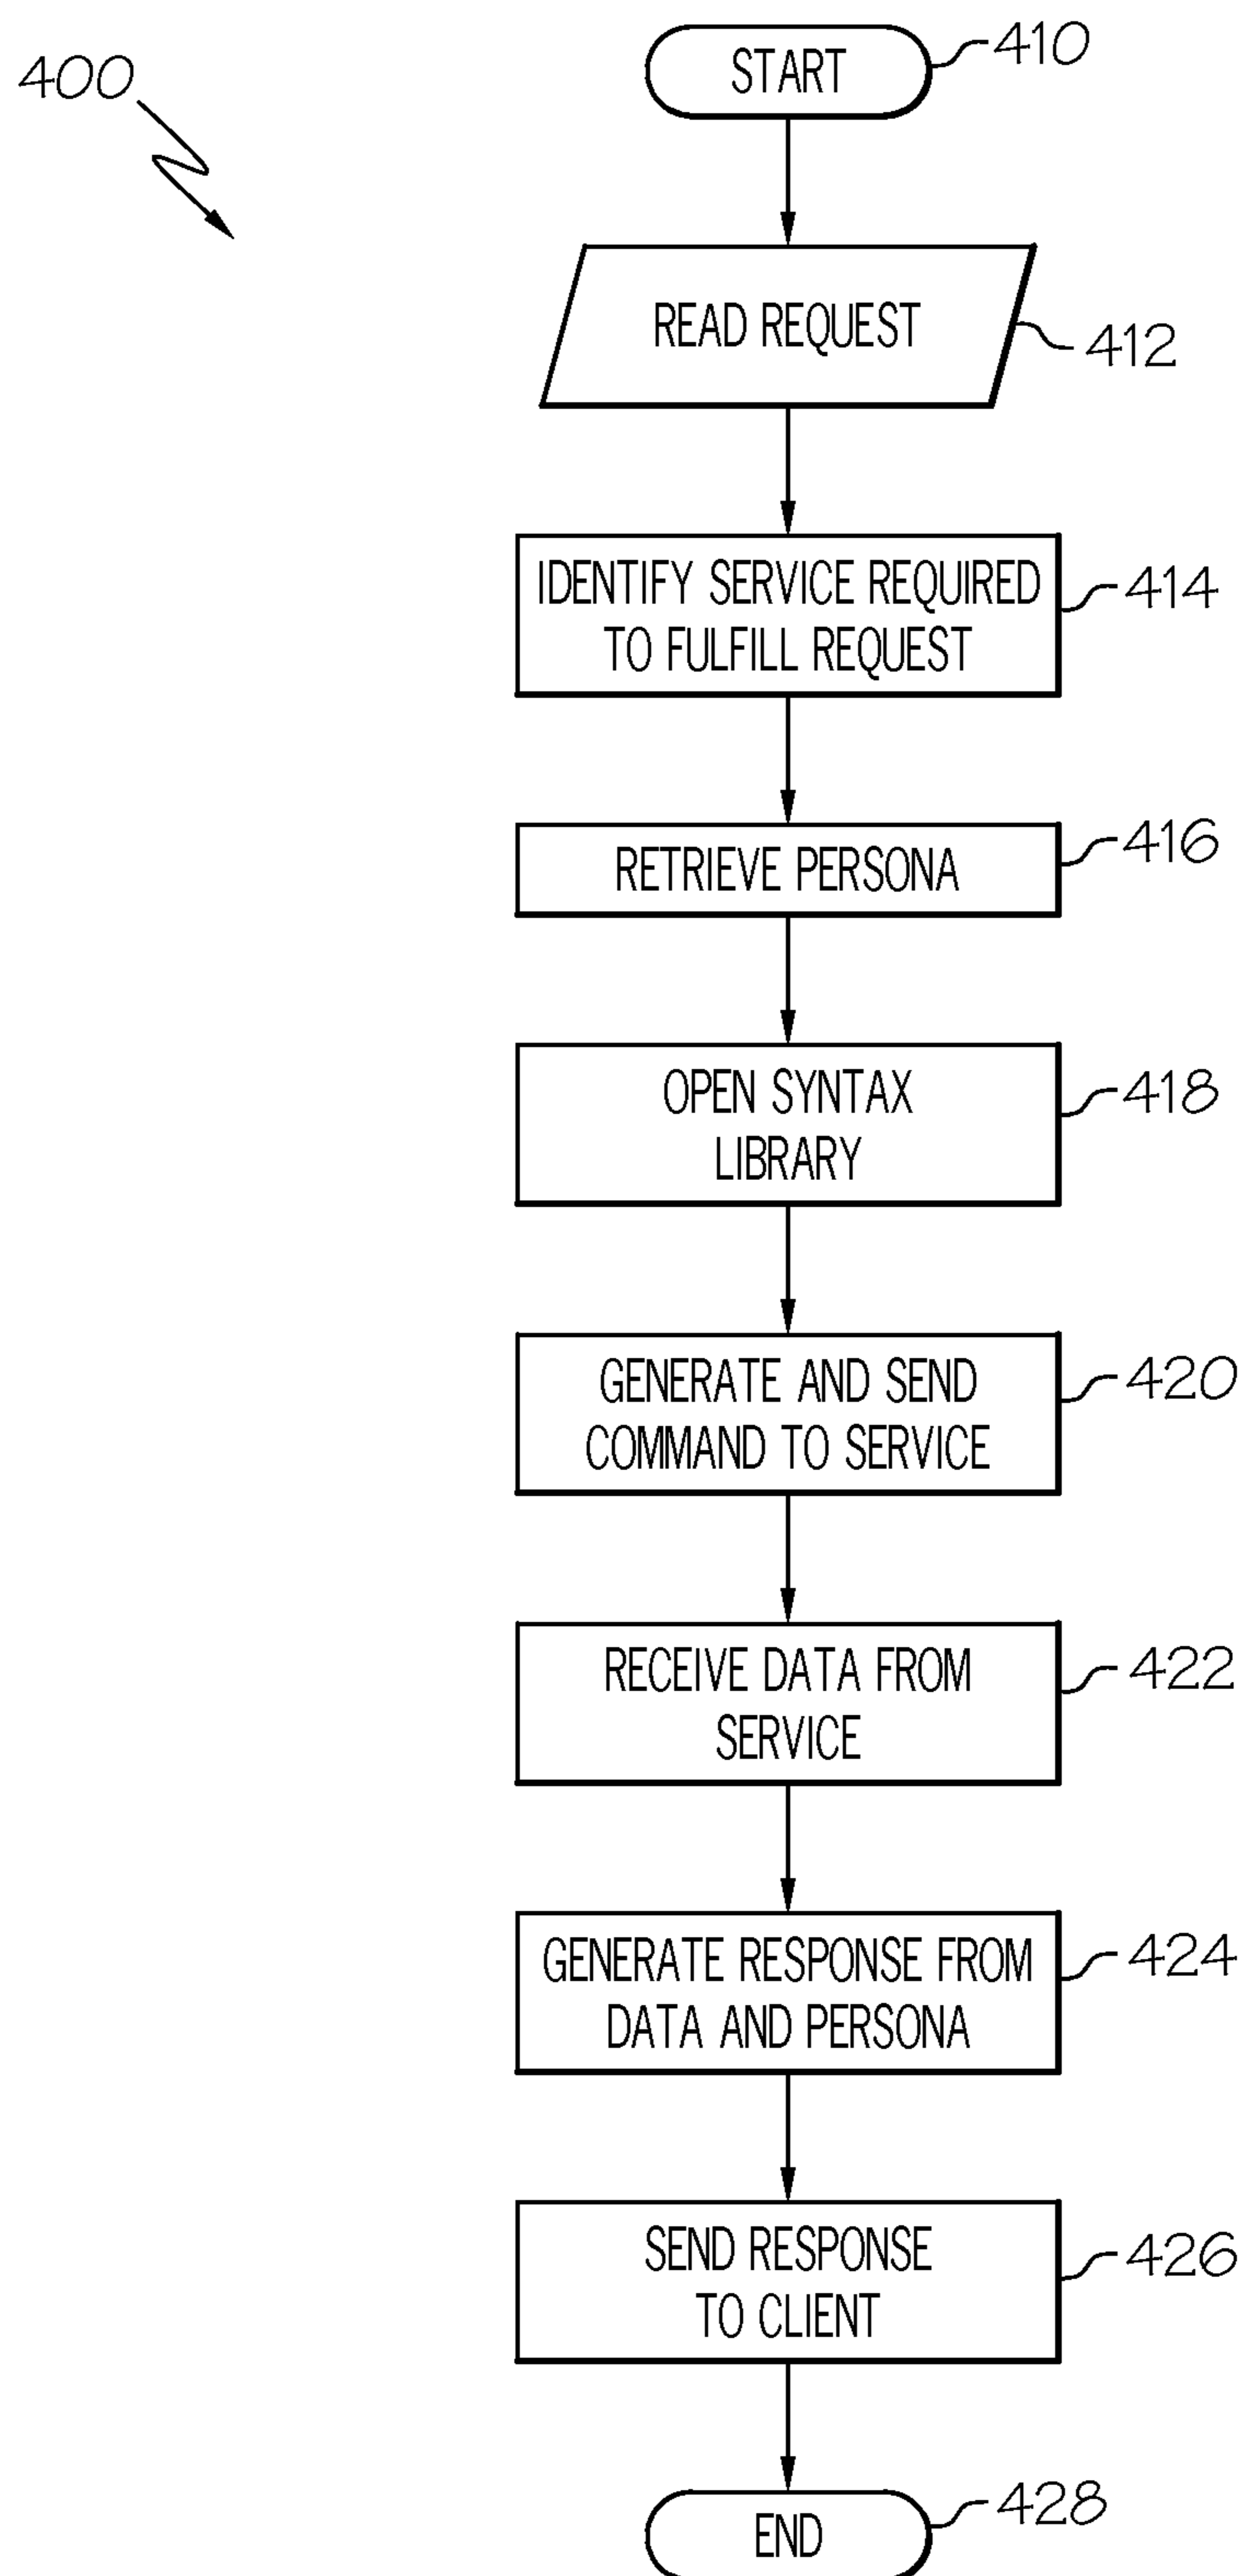 400
START
410
READ REQUEST
412
IDENTIFY SERVICE REQUIRED
TO FULFILL REQUEST
414
RETRIEVE PERSONA
416
OPEN SYNTAX
LIBRARY
418
GENERATE AND SEND
COMMAND TO SERVICE
420
RECEIVE DATA FROM
SERVICE
422
GENERATE RESPONSE FROM
DATA AND PERSONA
424
SEND RESPONSE
TO CLIENT
426
END
428